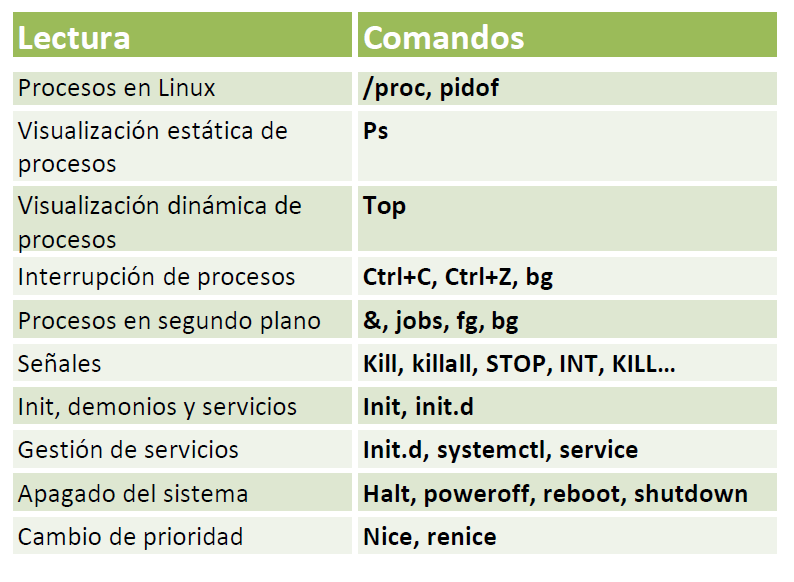 Lectura Comandos
Procesos en Linux /proc, pidof
Visualización estática de Ps
procesos
Visualización dinámica de Top
procesos
Interrupción de procesos Ctrl+C, Ctrl+Z, bg
Procesos en segundo plano &, jobs, fg, bg
Señales Kill, killall, STOP, INT, KILL...
Init, demonios y servicios Init, init.d
Gestión de servicios Init.d, systemctl, service
Apagado del sistema Halt, poweroff, reboot, shutdown
Cambio de prioridad Nice, renice